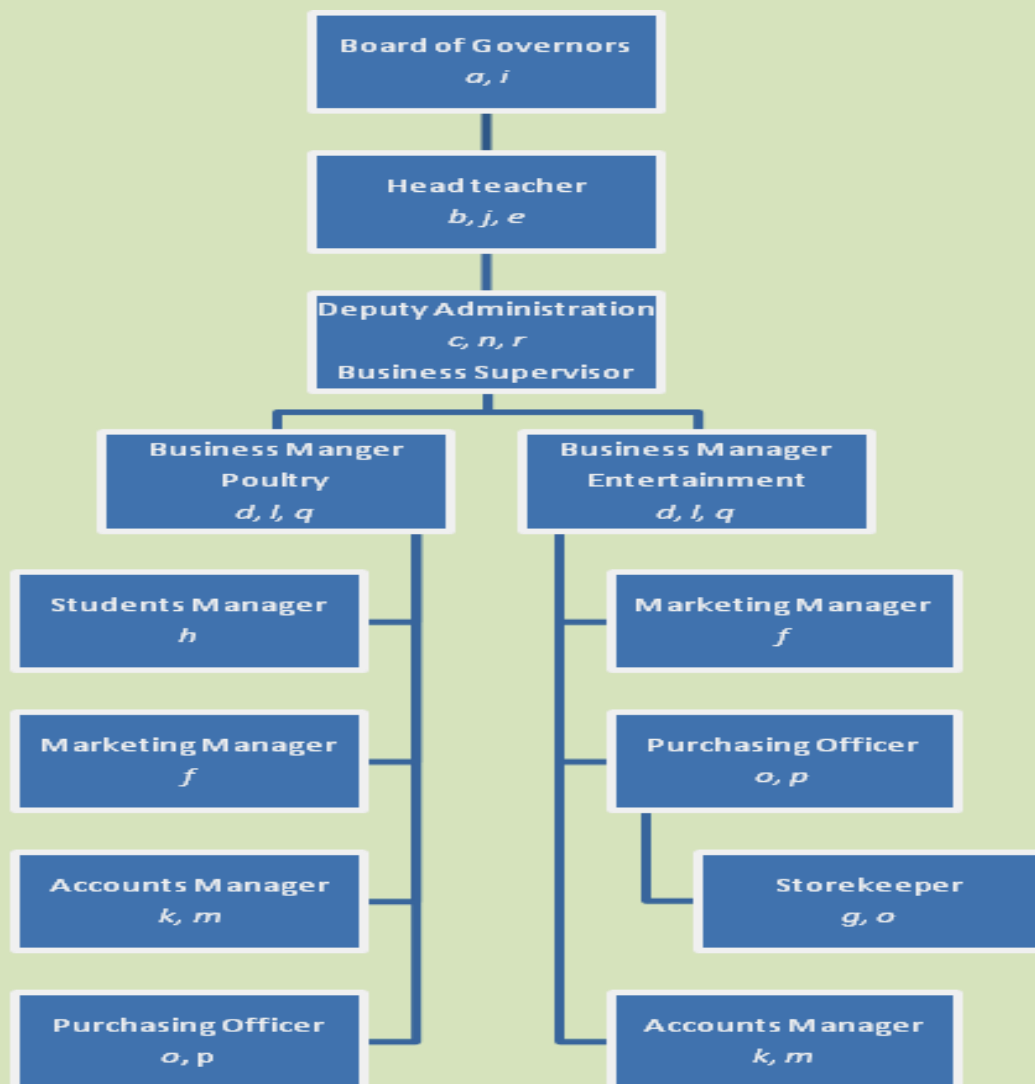 Board of Governors
a, i
Head teacher
b, j, e
Deputy Administration
c, n, r
Business Supervisor
Business Manger
Poultry
d, l, q
Business Manager
Entertainment
d, l, q
Students Manager
h
Marketing Manager
f
Accounts Manager
k, m
Purchasing Officer
o, p
Marketing Manager
f
Purchasing Officer
o, p
Storekeeper
g, o
Accounts Manager
k, m